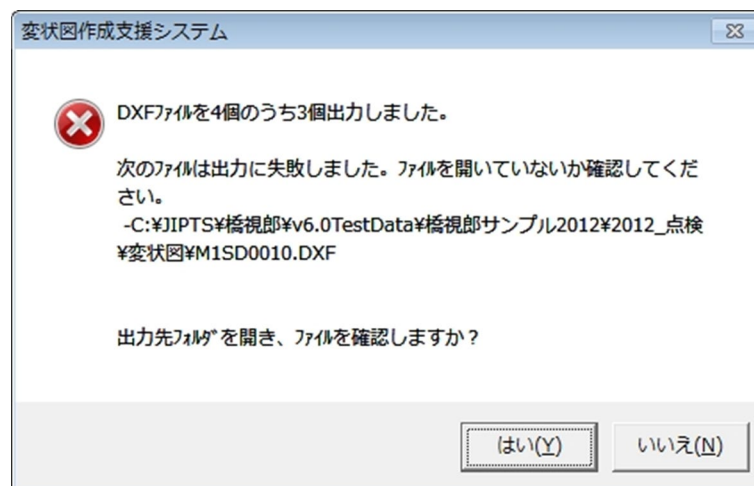 変状図作成支援システム
DXFﾌｧｲﾙを4個のうち3個出力しました。
次のﾌｧｲﾙは出力に失敗しました。ﾌｧｲﾙを開いていないか確認してくだ
さい。
-C:¥JIPTS¥橋視郎¥v6.0TestData¥橋視郎サンプル2012¥2012_点検
¥変状図¥M1SD0010.DXF
出力先ﾌｫﾙﾀﾞを開き、ﾌｧｲﾙを確認しますか？
はい(Y) いいえ(N)